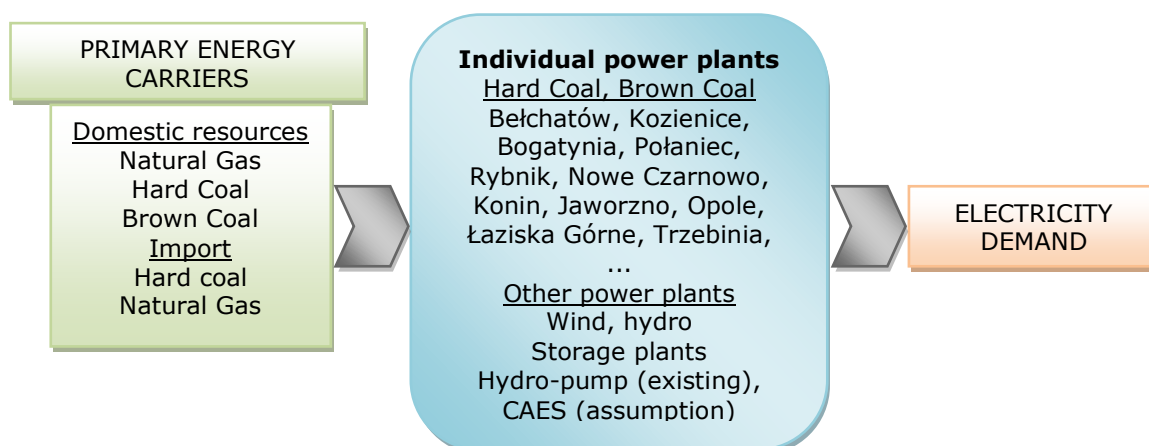 PRIMARY ENERGY
CARRIERS
Domestic resources
Natural Gas
Hard Coal
Brown Coal
Import
Hard coal
Natural Gas
Individual power plants
Hard Coal, Brown Coal
Bełchatów, Kozienice,
Bogatynia, Połaniec,
Rybnik, Nowe Czarnowo,
Konin, Jaworzno, Opole,
Łaziska Górne, Trzebinia,
...
Other power plants
Wind, hydro
Storage plants
Hydro-pump (existing),
CAES (assumption)
ELECTRICITY
DEMAND